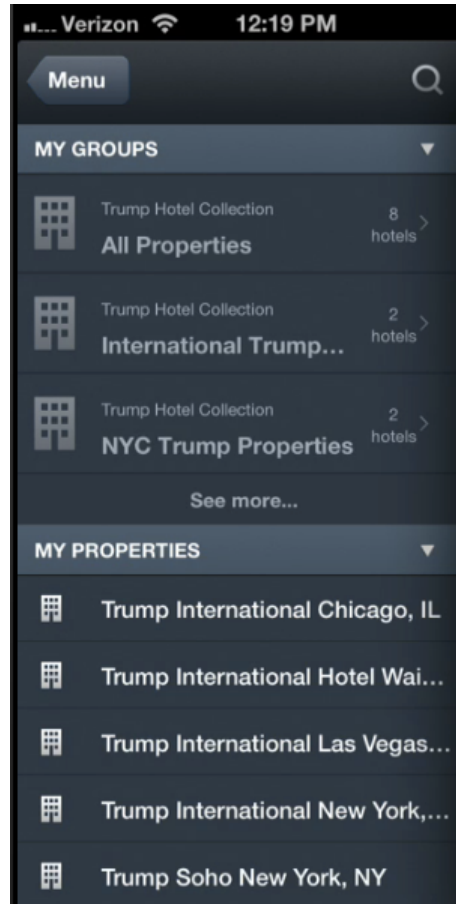 Verizon 12:19 PM
Menu
MY GROUPS
Trump Hotel Collection
All Properties
8
hotels
Trump Hotel Collection
International Trump...
2
hotels
Trump Hotel Collection
NYC Trump Properties
2
hotels
See more...
MY PROPERTIES
Trump International Chicago, IL
Trump International Hotel Wai...
Trump International Las Vegas...
Trump International New York,...
Trump Soho New York, NY